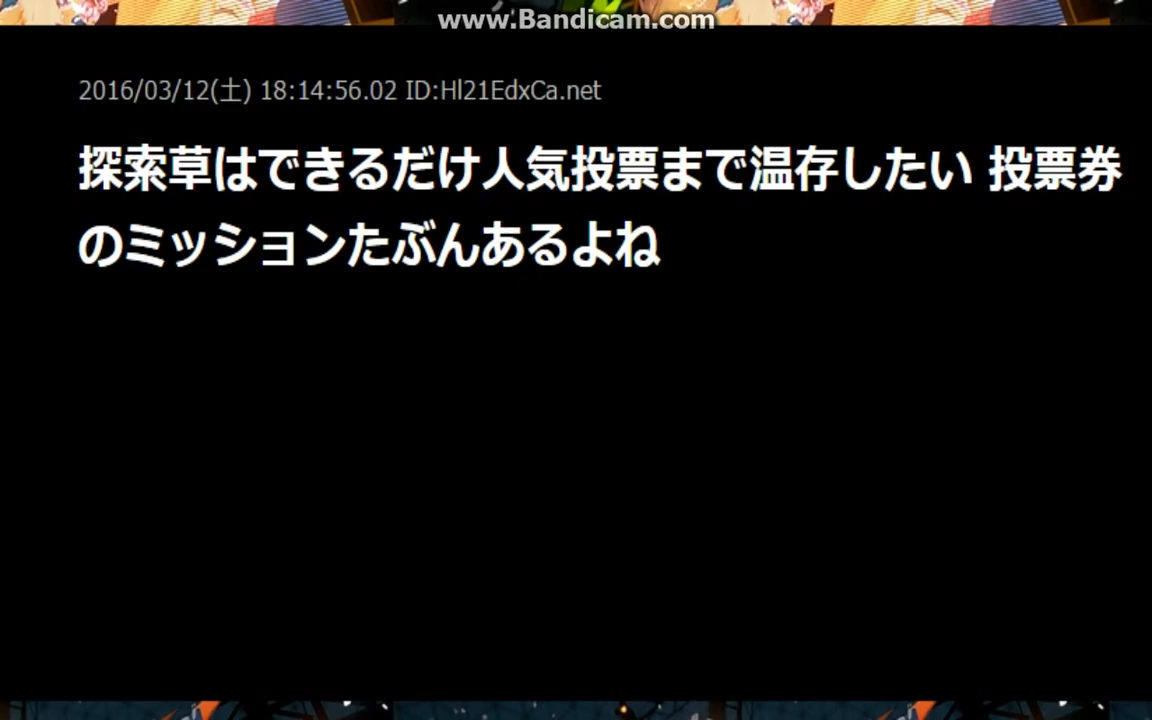 www.Bandicam.com
2016/03/12(土) 18:14:56.02 ID:Hl21EdxCa.net
探索草はできるだけ人気投票まで温存したい 投票券
のミッションたぶんあるよね